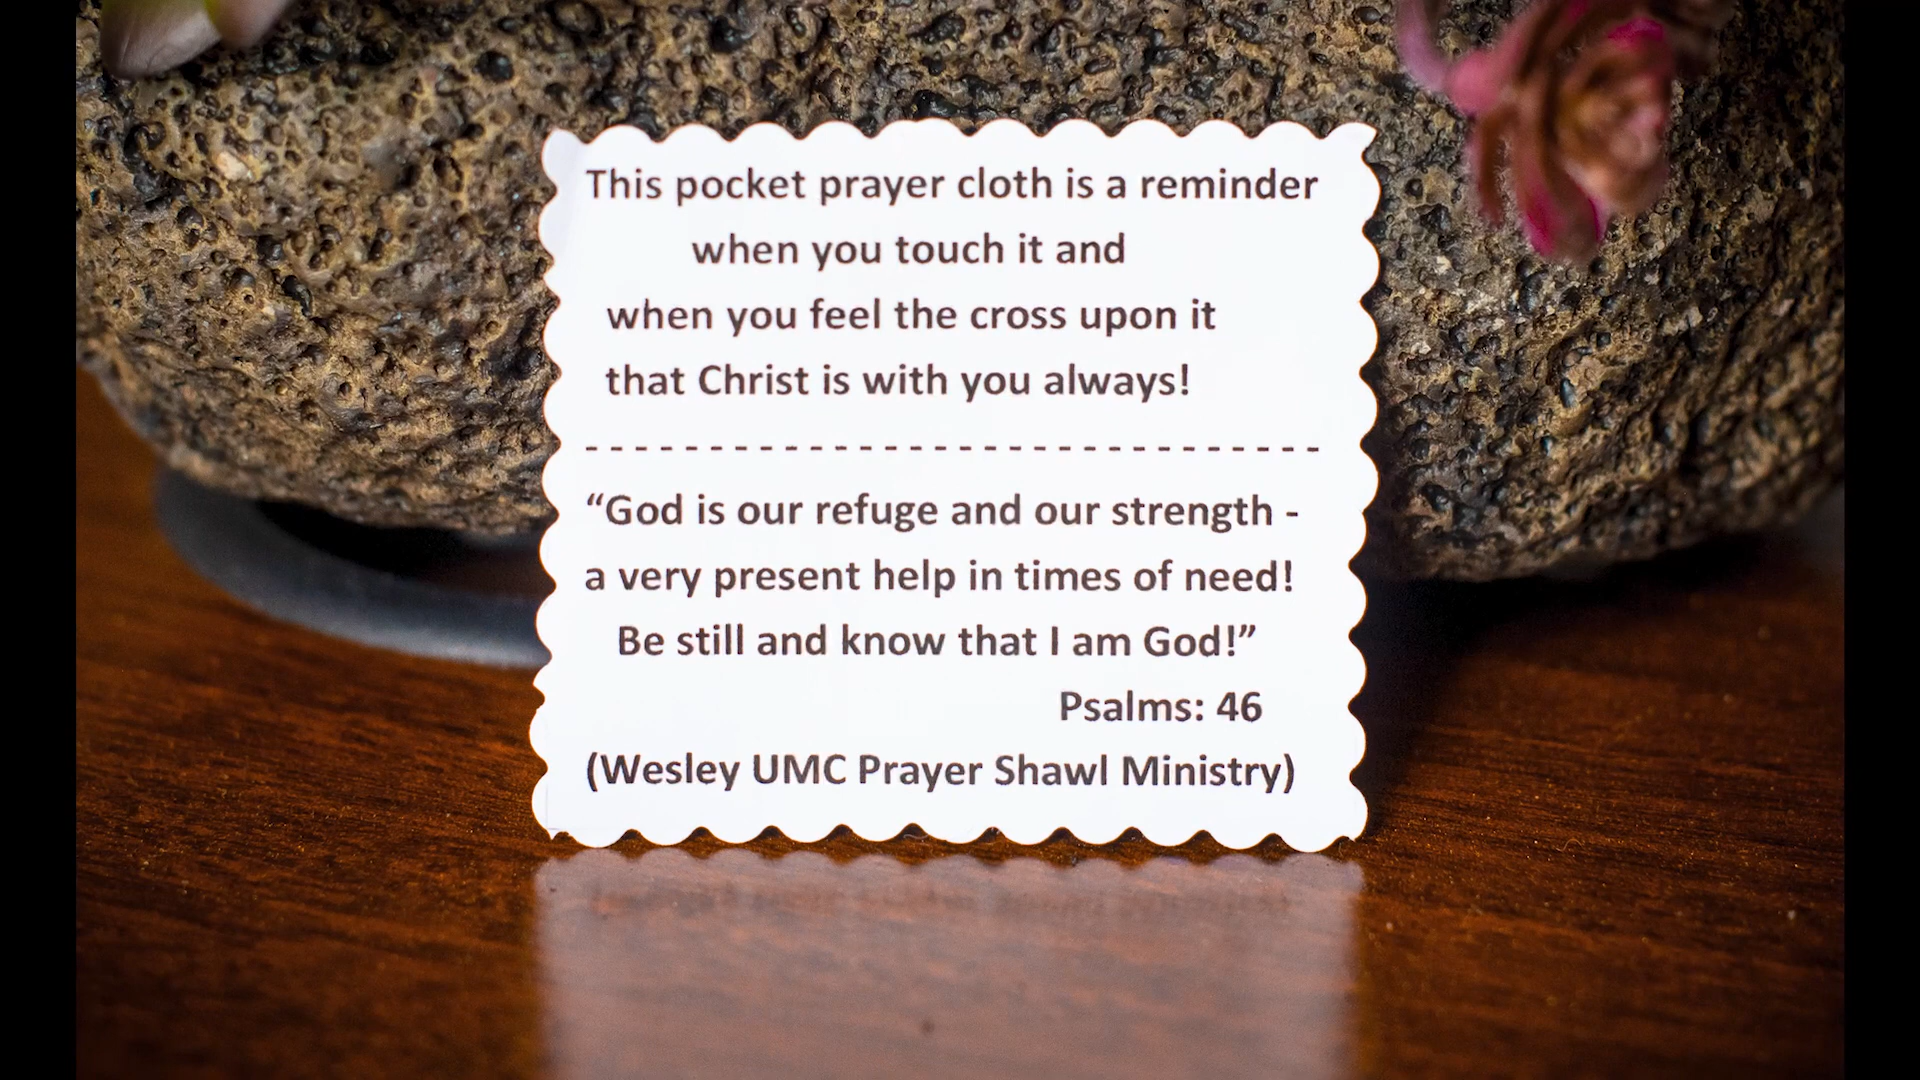 This pocket prayer cloth is a reminder
when you touch it and
when you feel the cross upon it
that Christ is with you always!
- - - - - - - - - - - - - - - - - - - - - - - - - - - - - -
“God is our refuge and our strength -
a very present help in times of need!
Be still and know that I am God!”
Psalms: 46
(Wesley UMC Prayer Shawl Ministry)